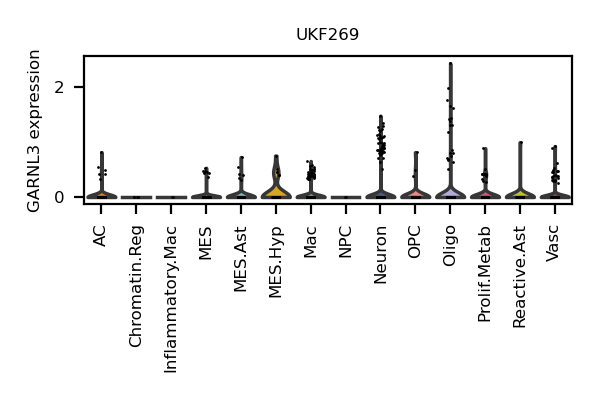 UKF269
GARNL3 expression
2
0
AC
Chromatin.Reg
Inflammatory.Mac
MES
MES.Ast
MES.Hyp
Mac
NPC
Neuron
OPC
Oligo
Prolif.Metab
Reactive.Ast
Vasc